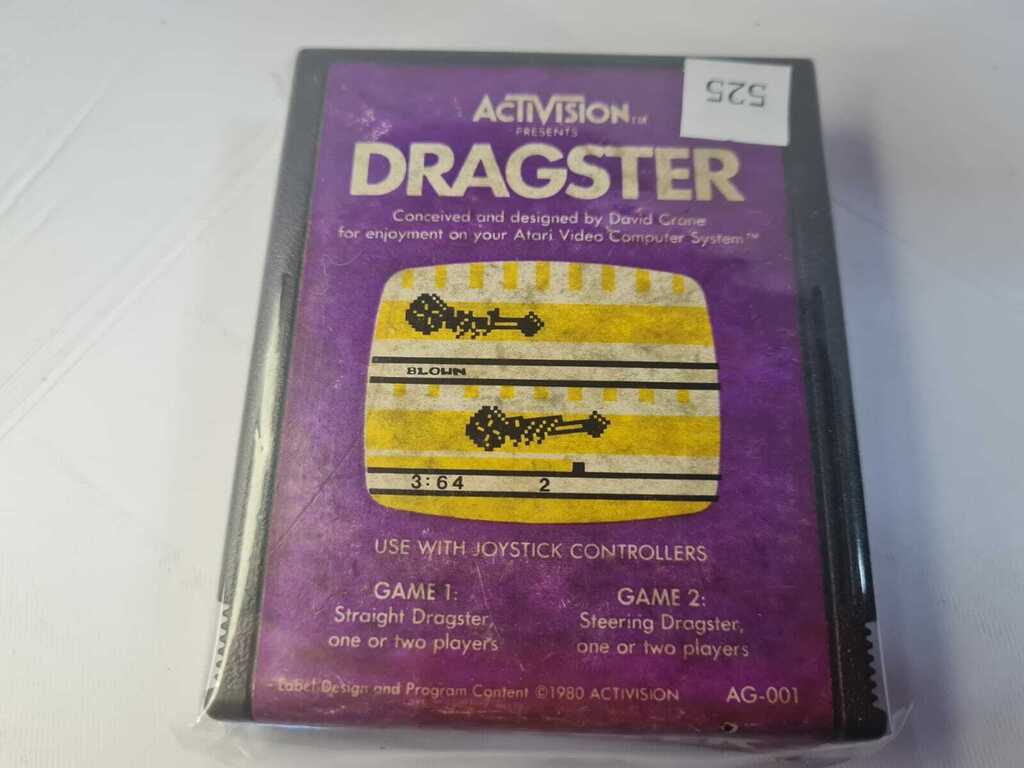 ACTIVISION™
PRESENTS
525
DRAGSTER
Conceived and designed by David Crane
for enjoyment on your Atari Video Computer System™
BLOWN
3:64 2
USE WITH JOYSTICK CONTROLLERS
GAME 1:
Straight Dragster,
one or two players
GAME 2:
Steering Dragster,
one or two players
Label Design and Program Content ©1980 ACTIVISION
AG-001